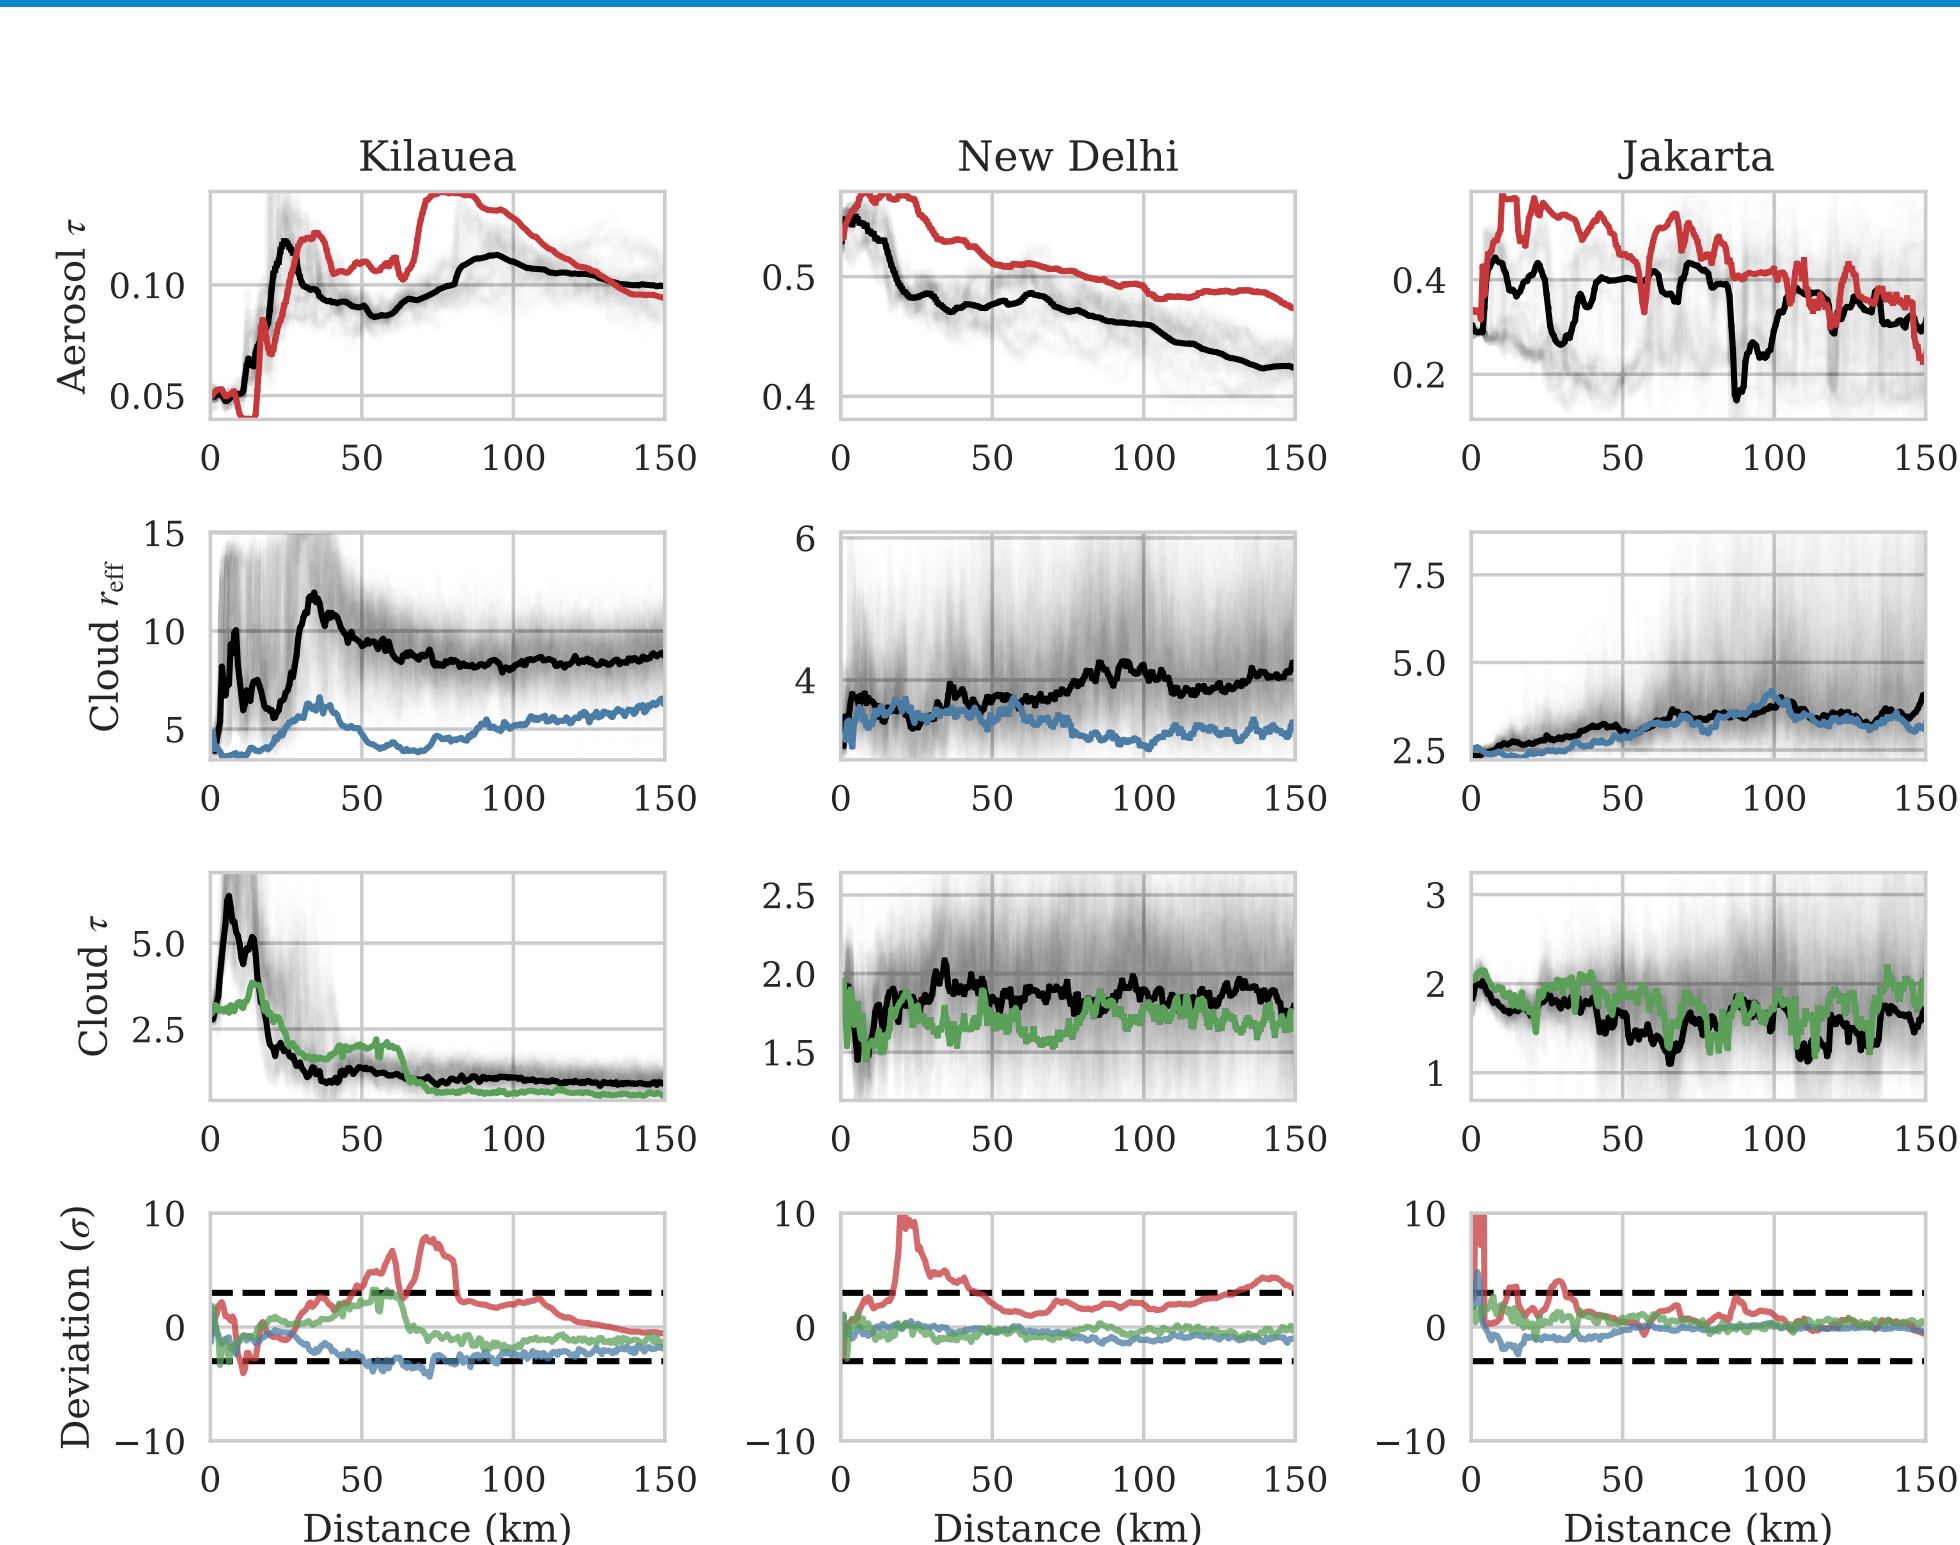 Kilauea New Delhi Jakarta
Aerosol τ
0.10 0.5 0.4
0.05 0.4 0.2
0 50 100 150 0 50 100 150 0 50 100 150
Cloud r_eff
15 6 7.5
10 4 5.0
5 2.5
0 50 100 150 0 50 100 150 0 50 100 150
Cloud τ
5.0 2.5 3
2.5 2.0 2
1.5 1
0 50 100 150 0 50 100 150 0 50 100 150
Deviation (σ)
10 10 10
0 0 0
−10 −10 −10
0 50 100 150 0 50 100 150 0 50 100 150
Distance (km) Distance (km) Distance (km)